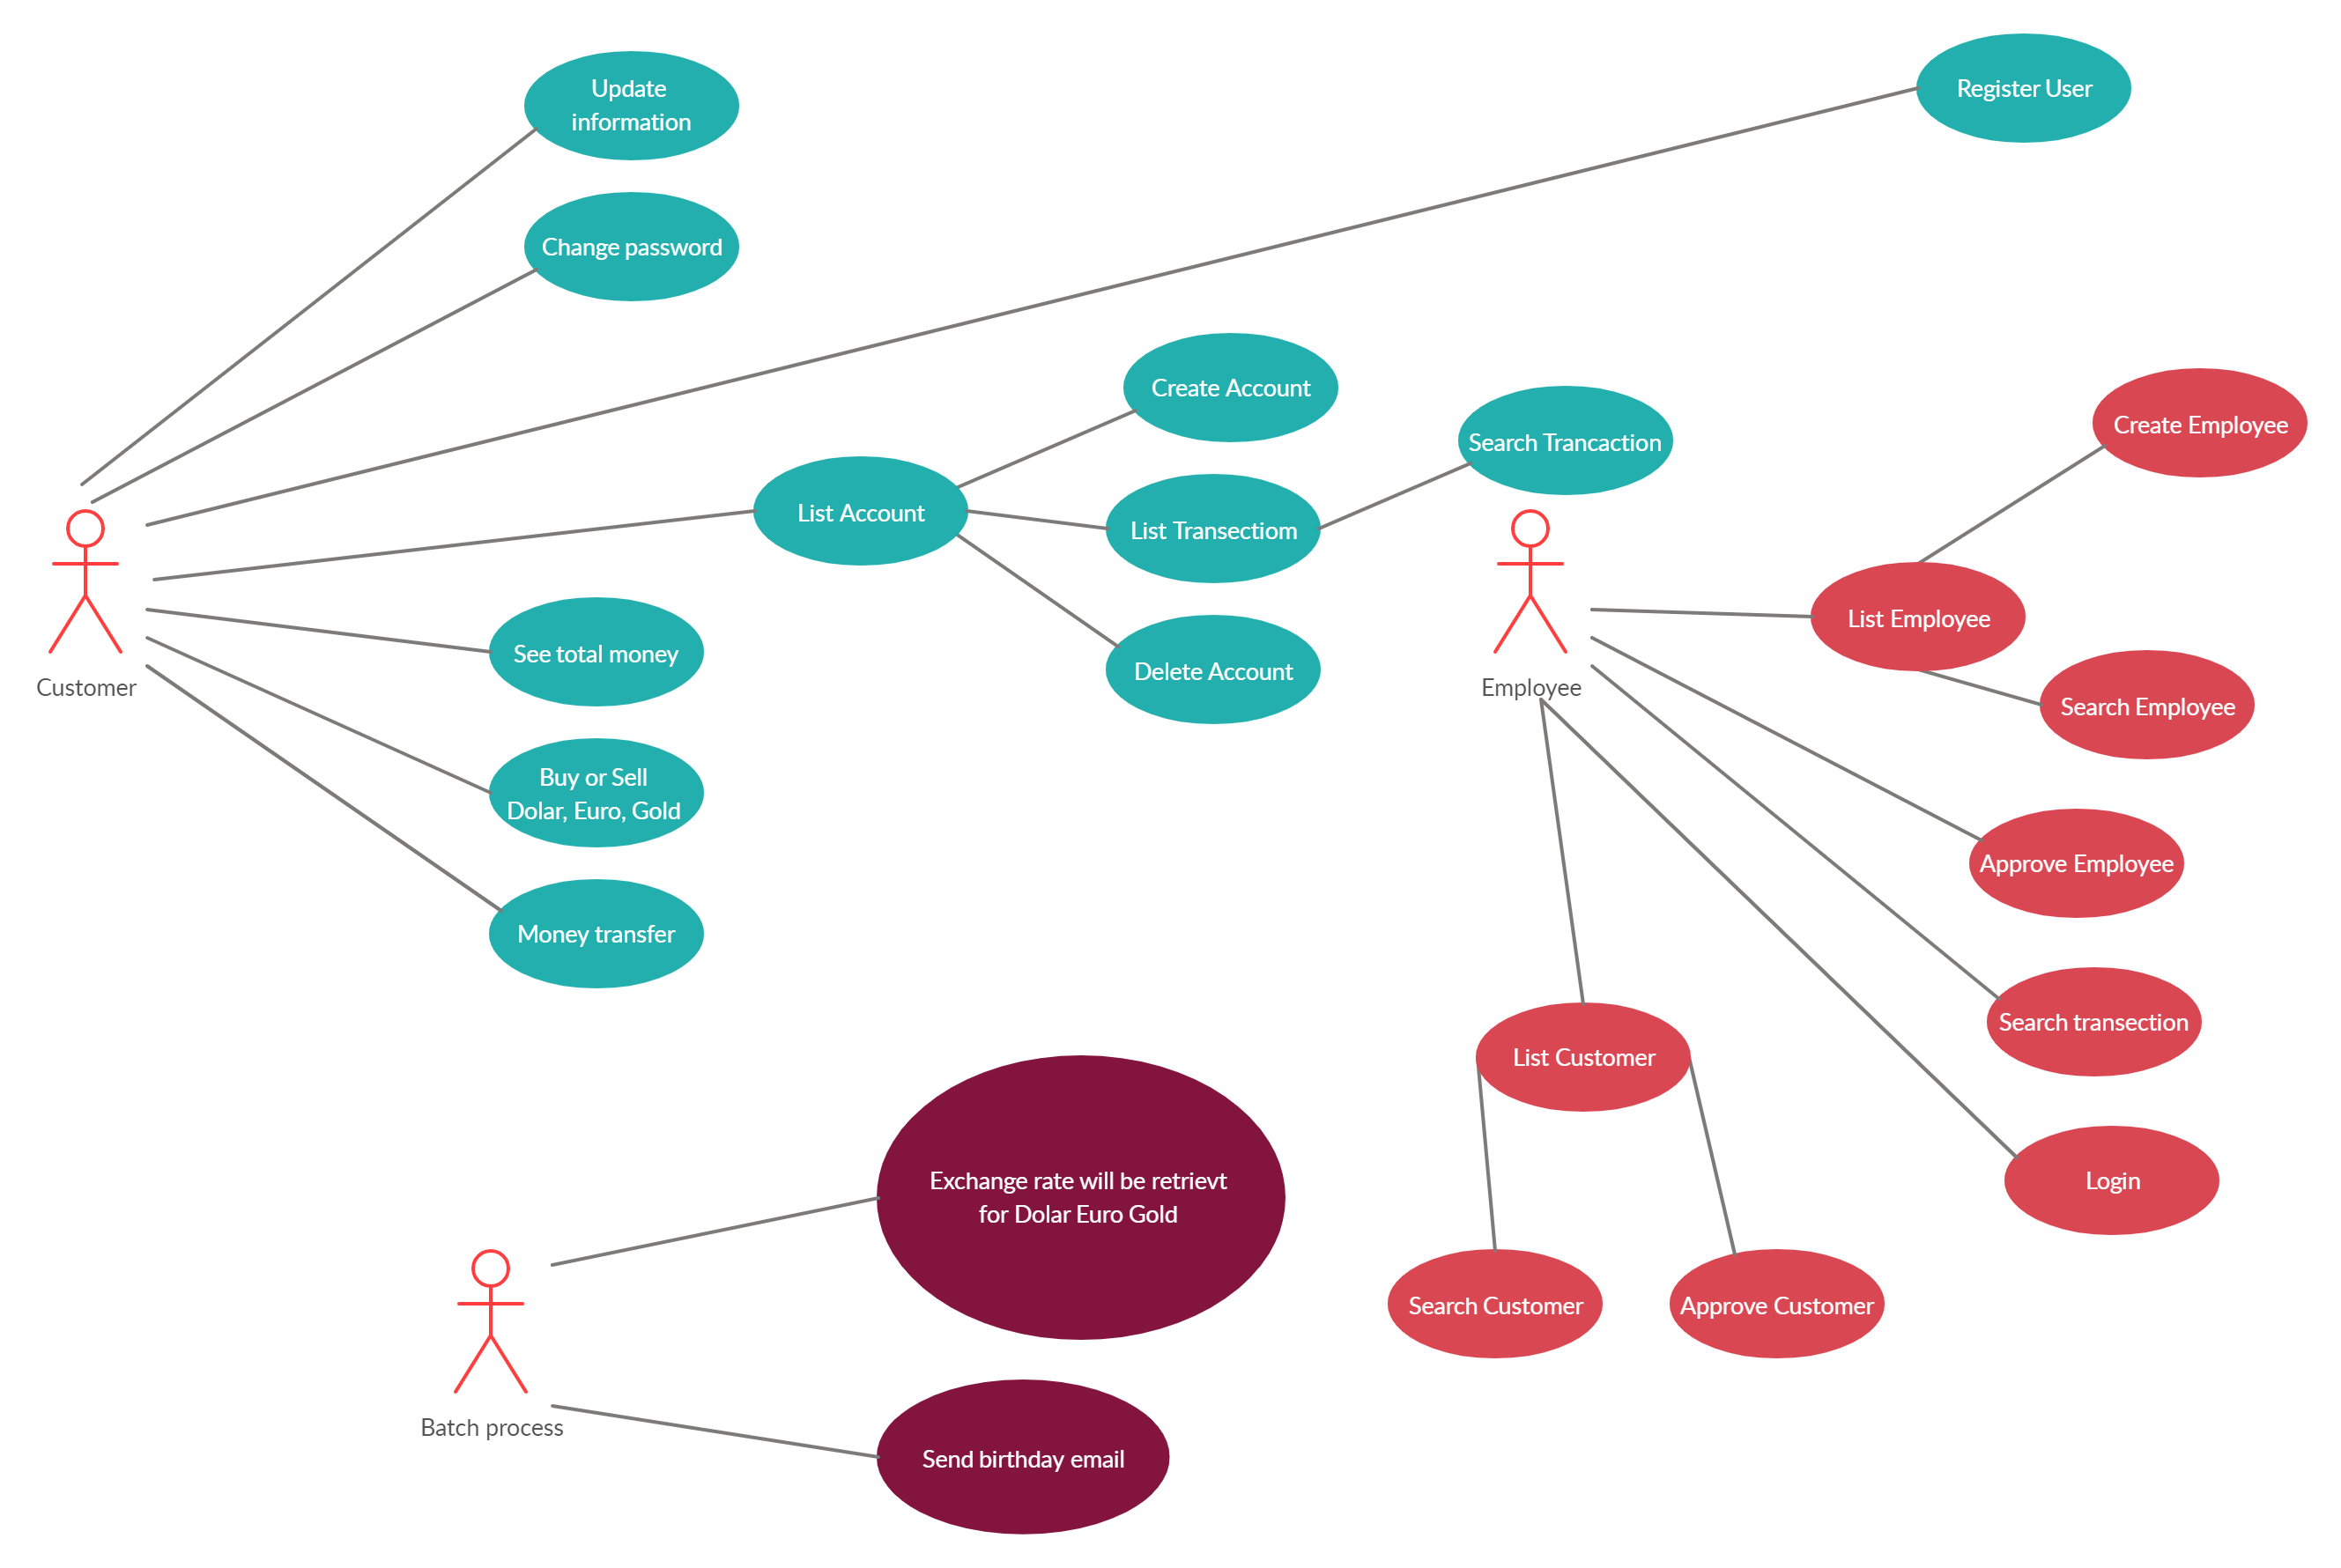 Update
information
Register User
Change password
Create Account
Search Trancaction
Create Employee
List Account
List Transectiom
List Employee
See total money
Delete Account
Customer
Employee
Search Employee
Buy or Sell
Dolar, Euro, Gold
Approve Employee
Money transfer
Search transection
List Customer
Exchange rate will be retrievt
for Dolar Euro Gold
Login
Search Customer
Approve Customer
Batch process
Send birthday email